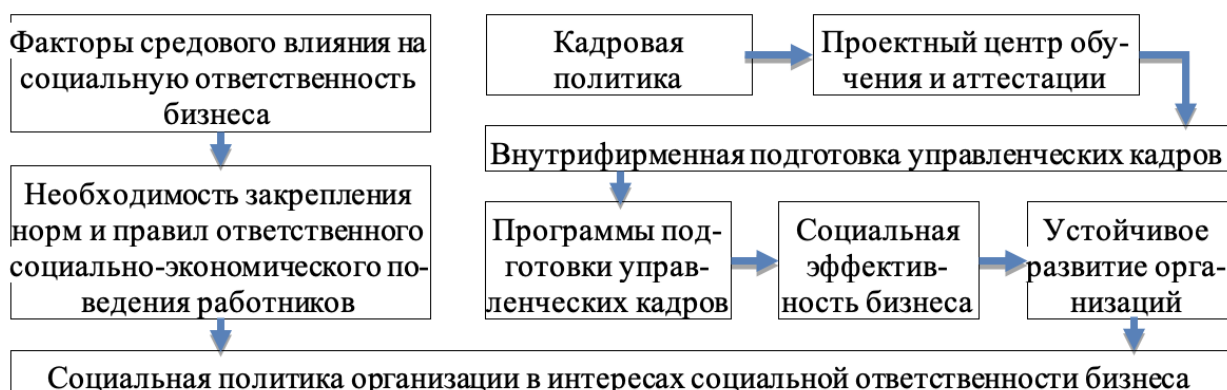 Факторы средового влияния на
социальную ответственность
бизнеса
Необходимость закрепления
норм и правил ответственного
социально-экономического по-
ведения работников
Кадровая
политика
Проектный центр обу-
чения и аттестации
Внутрифирменная подготовка управленческих кадров
Программы под-
готовки управ-
ленческих кадров
Социальная
эффектив-
ность бизнеса
Устойчивое
развитие орга-
низаций
Социальная политика организации в интересах социальной ответственности бизнеса